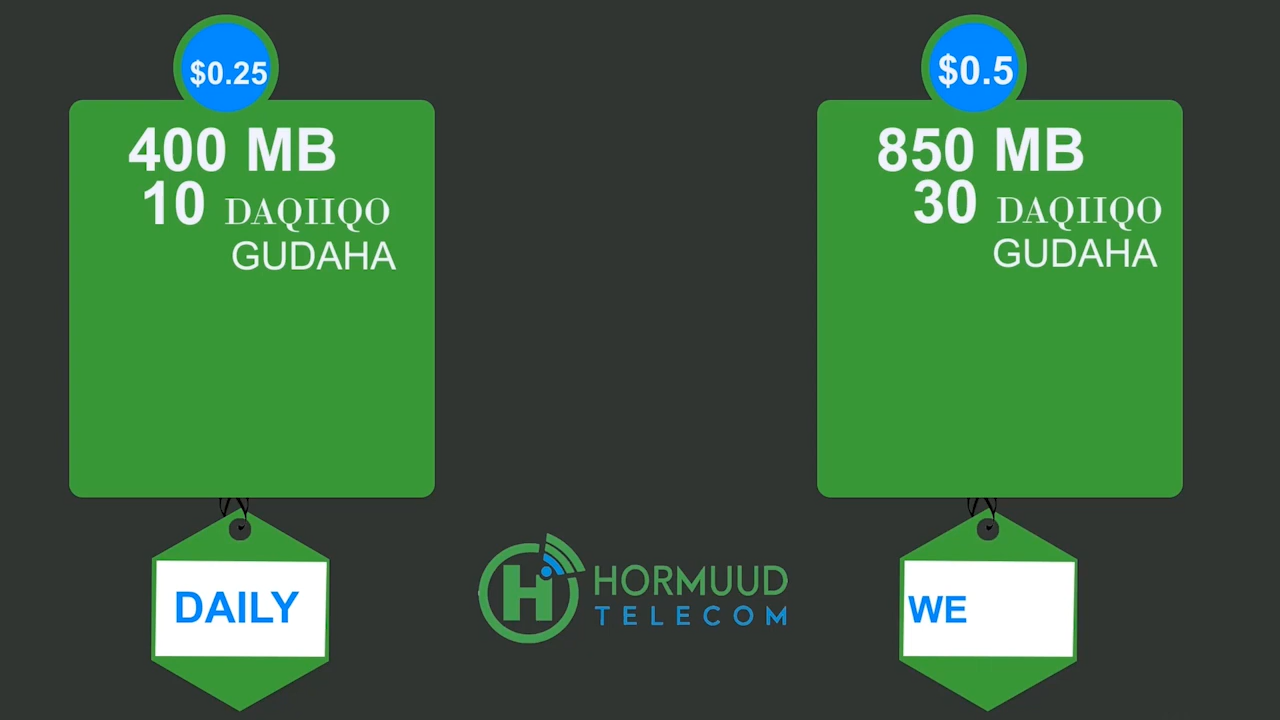 $0.25
400 MB
10 DAQIIQO
GUDAHA
DAILY
$0.5
850 MB
30 DAQIIQO
GUDAHA
WE
HORMUUD
TELECOM